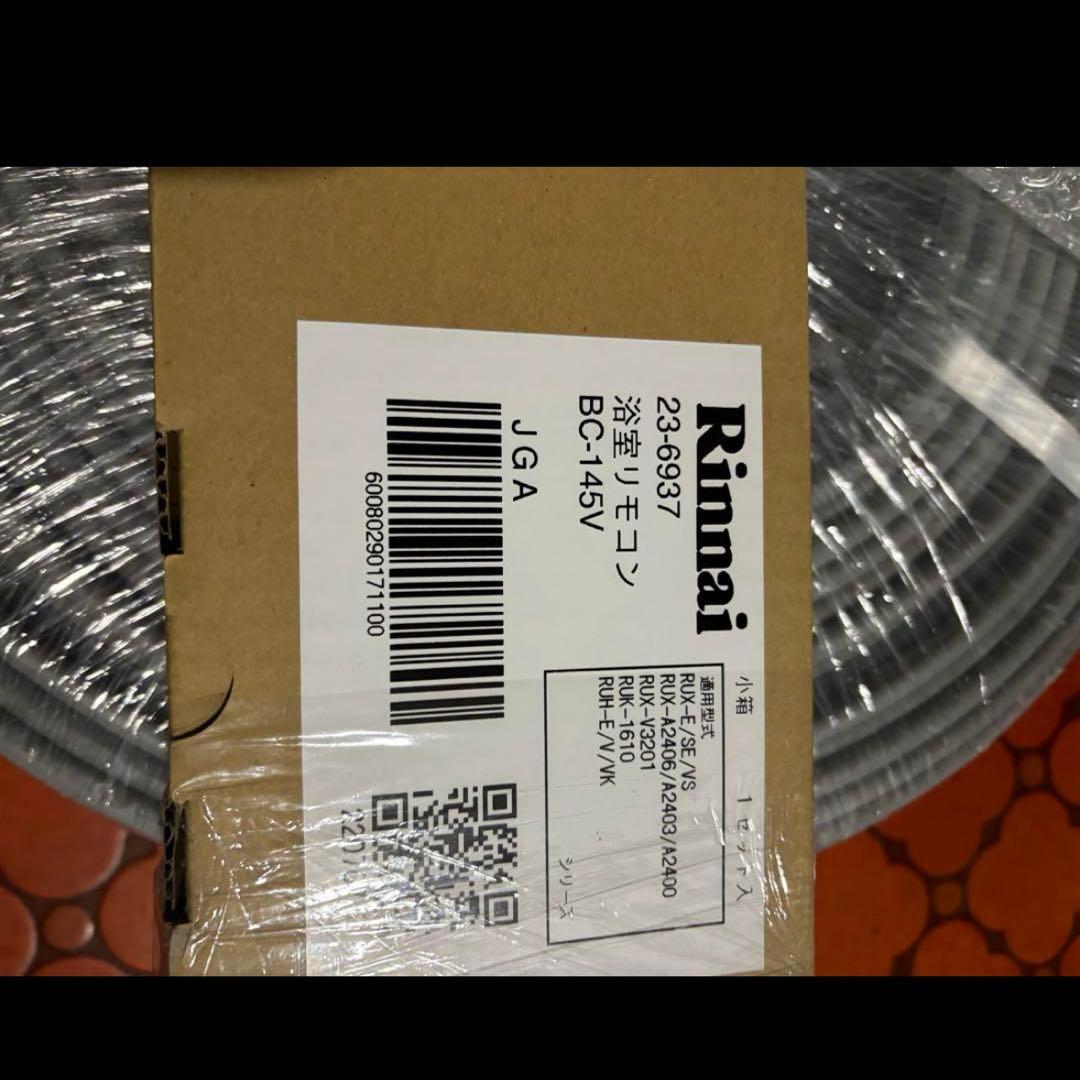 Rinnai
小箱 1セット入
23-6937
浴室リモコン
BC-145V
適用型式
RUX-E/SE/VS
RUX-A2406/A2403/A2400
RUX-V3201
RUK-1610
RUH-E/V/VK
シリーズ
JGA
60080290171100